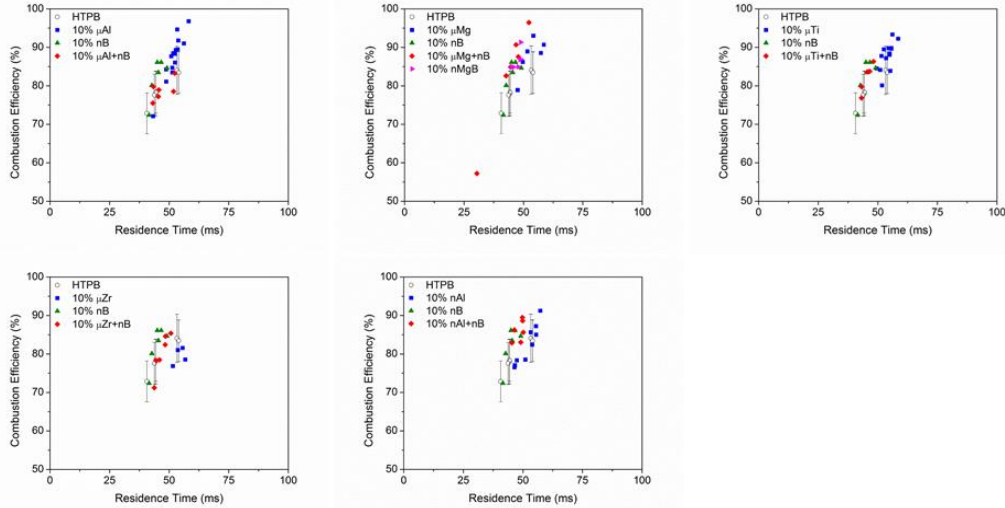 HTPB
10% μAl
10% nB
10% μAl+nB
Combustion Efficiency (%)
100
90
80
70
60
50
0
25
50
75
100
Residence Time (ms)
HTPB
10% μMg
10% nB
10% μMg+nB
10% nMgB
Combustion Efficiency (%)
100
90
80
70
60
50
0
25
50
75
100
Residence Time (ms)
HTPB
10% μTi
10% nB
10% μTi+nB
Combustion Efficiency (%)
100
90
80
70
60
50
0
25
50
75
100
Residence Time (ms)
HTPB
10% μZr
10% nB
10% μZr+nB
Combustion Efficiency (%)
100
90
80
70
60
50
0
25
50
75
100
Residence Time (ms)
HTPB
10% nAl
10% nB
10% nAl+nB
Combustion Efficiency (%)
100
90
80
70
60
50
0
25
50
75
100
Residence Time (ms)